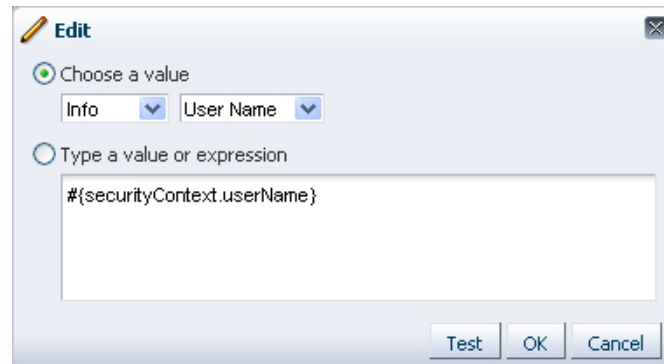 Edit
Choose a value
Info User Name
Type a value or expression
#{securityContext.userName}
Test OK Cancel